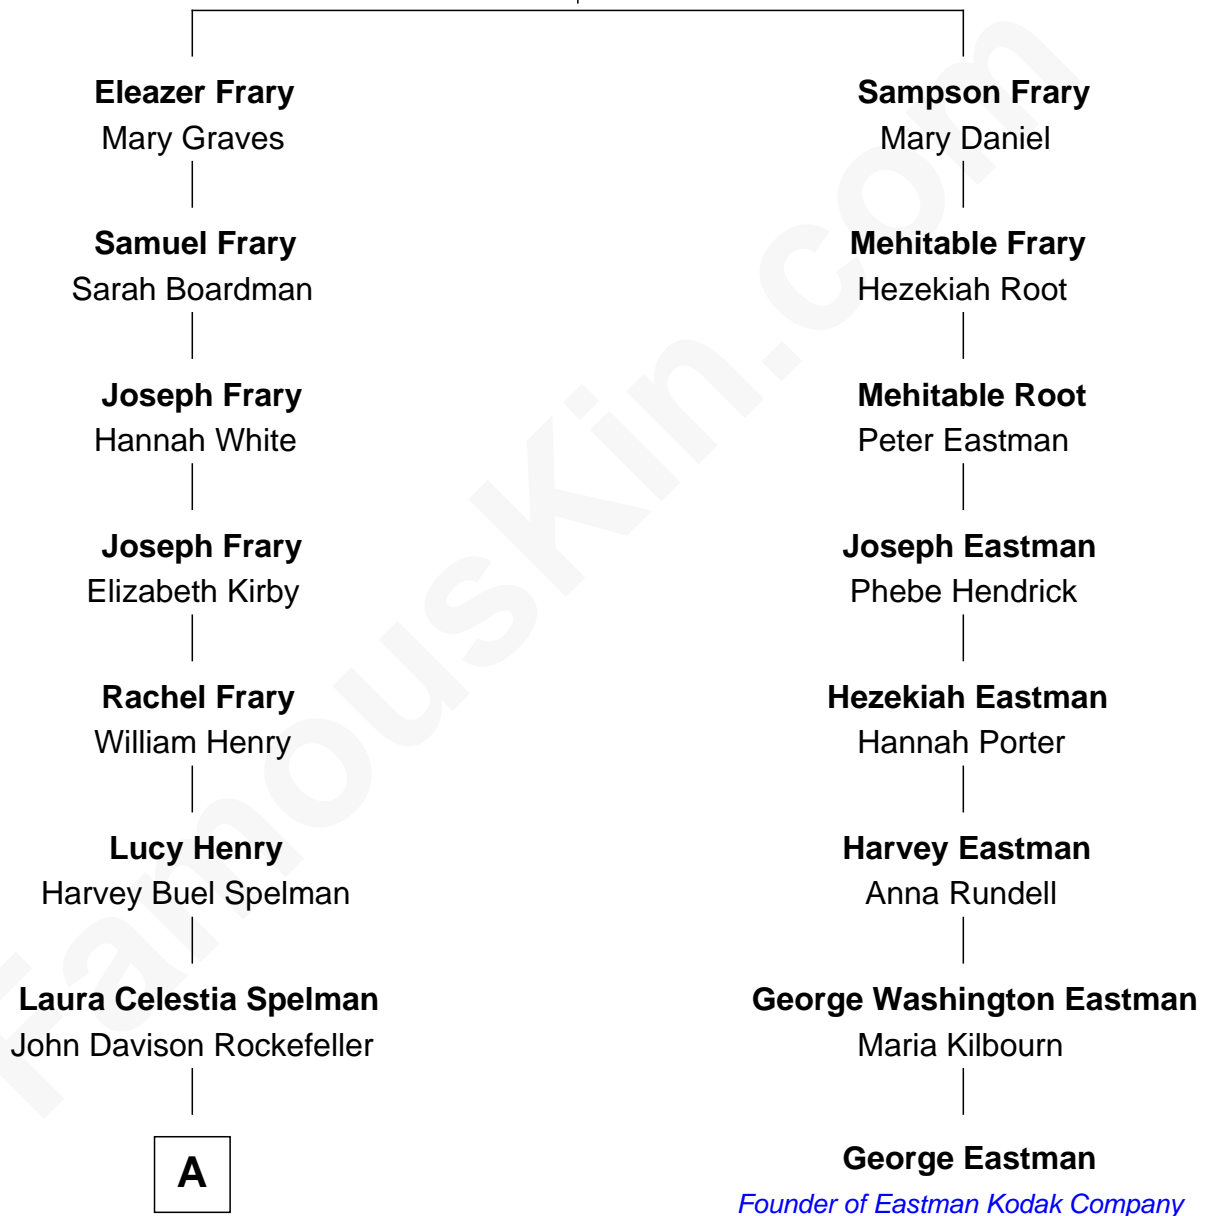 Eleazer Frary
Mary Graves
Samuel Frary
Sarah Boardman
Joseph Frary
Hannah White
Joseph Frary
Elizabeth Kirby
Rachel Frary
William Henry
Lucy Henry
Harvey Buel Spelman
Laura Celestia Spelman
John Davison Rockefeller
A
Sampson Frary
Mary Daniel
Mehitable Frary
Hezekiah Root
Mehitable Root
Peter Eastman
Joseph Eastman
Phebe Hendrick
Hezekiah Eastman
Hannah Porter
Harvey Eastman
Anna Rundell
George Washington Eastman
Maria Kilbourn
George Eastman
Founder of Eastman Kodak Company
FamousKin.com